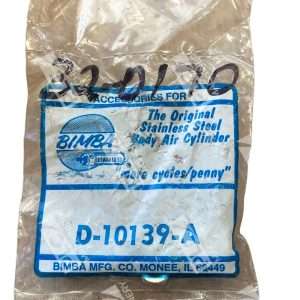 320170
ACCESSORIES FOR
The Original
Stainless Steel
Body Air Cylinder
BIMBA
"more cycles/penny"
D-10139-A
BIMBA MFG. CO. MONEE, IL 60449